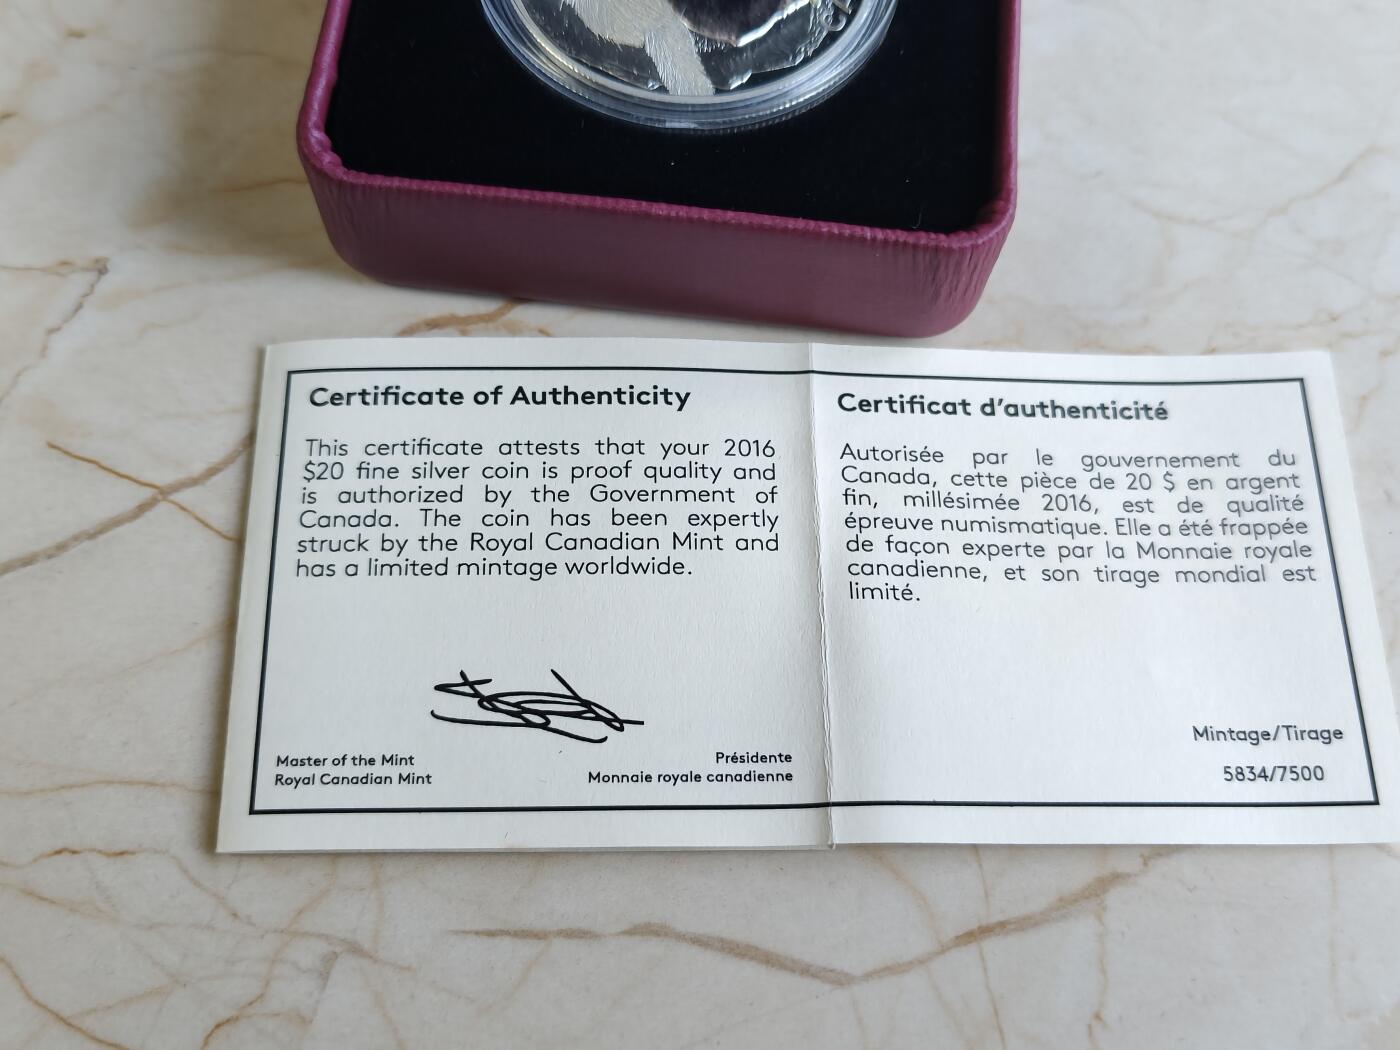 Certificate of Authenticity
This certificate attests that your 2016
$20 fine silver coin is proof quality and
is authorized by the Government of
Canada. The coin has been expertly
struck by the Royal Canadian Mint and
has a limited mintage worldwide.
Master of the Mint
Royal Canadian Mint
Présidente
Monnaie royale canadienne
Certificat d'authenticité
Autorisée par le gouvernement du
Canada, cette pièce de 20 $ en argent
fin, millésimée 2016, est de qualité
épreuve numismatique. Elle a été frappée
de façon experte par la Monnaie royale
canadienne, et son tirage mondial est
limité.
Mintage/Tirage
5834/7500